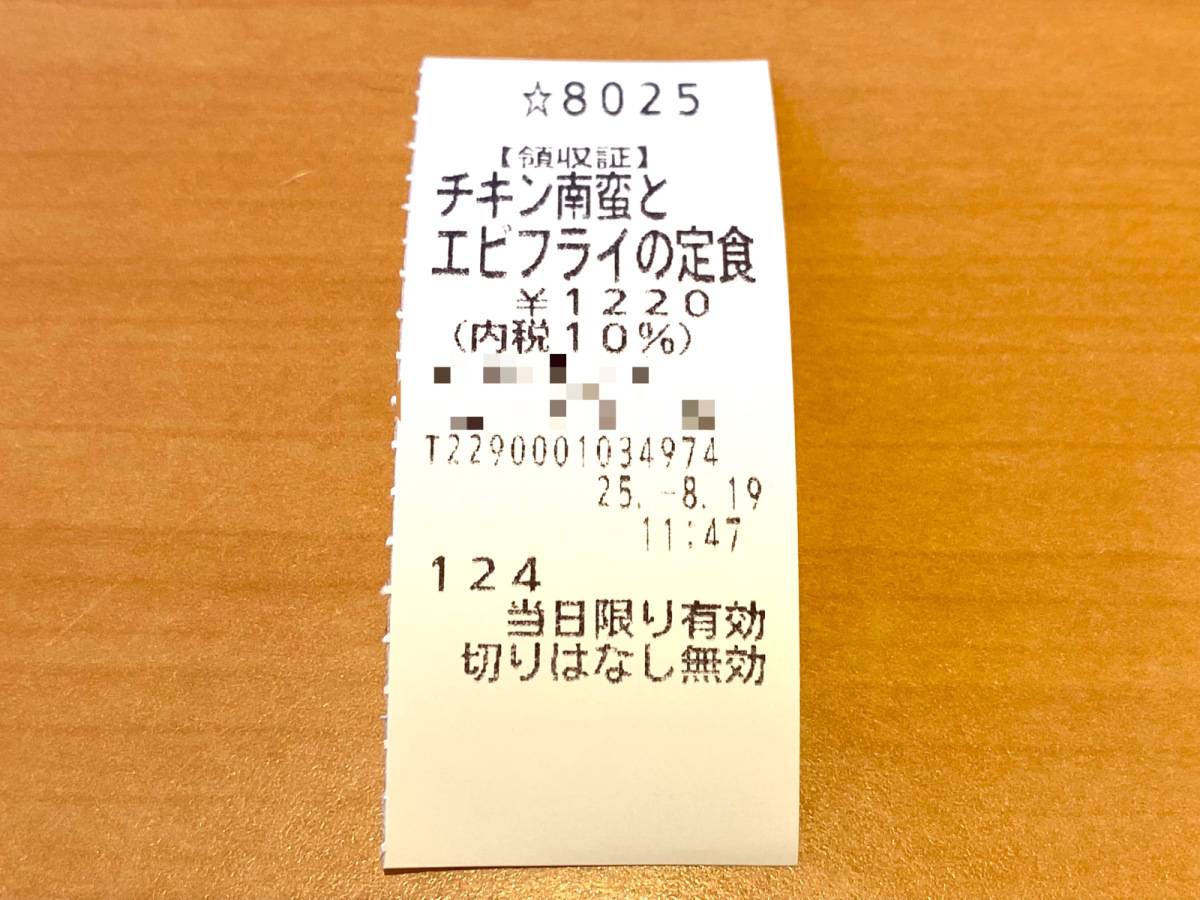 ☆8025
【領収証】
チキン南蛮と
エビフライの定食
¥1220
(内税10%)
T2290001034974
25.-8.19
11:47
124
当日限り有効
切りはなし無効